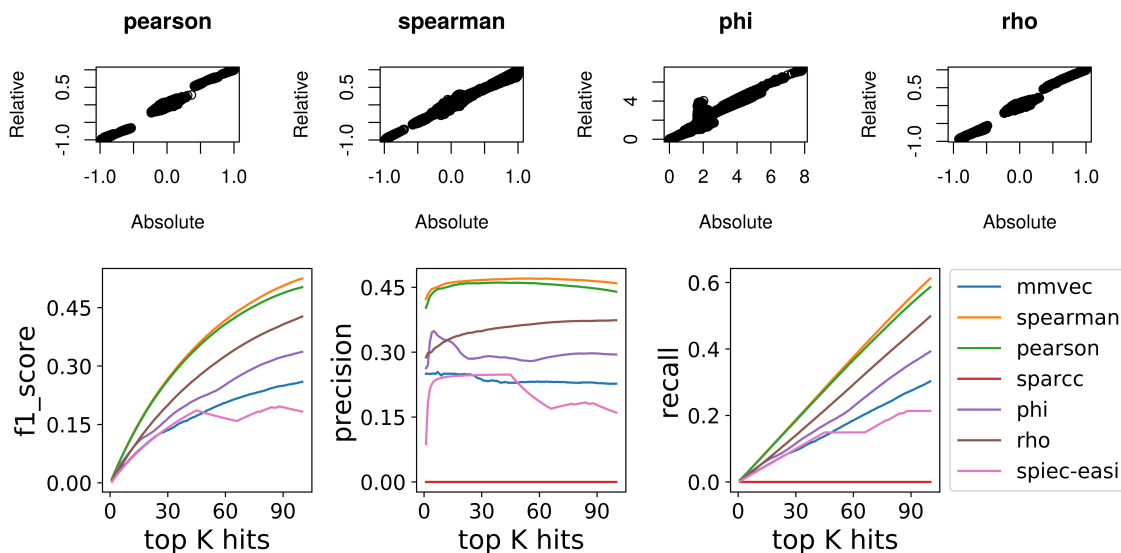 pearson
spearman
phi
rho
Relative
0.5
-1.0
-1.0 0.0 1.0
Absolute
Relative
0.5
-1.0
-1.0 0.0 1.0
Absolute
Relative
4
0
0 2 4 6 8
Absolute
Relative
0.5
-1.0
-1.0 0.0 1.0
Absolute
f1_score
0.45
0.30
0.15
0.00
0 30 60 90
top K hits
precision
0.45
0.30
0.15
0.00
0 30 60 90
top K hits
recall
0.6
0.4
0.2
0.0
0 30 60 90
top K hits
mmvec
spearman
pearson
sparcc
phi
rho
spiec-easi